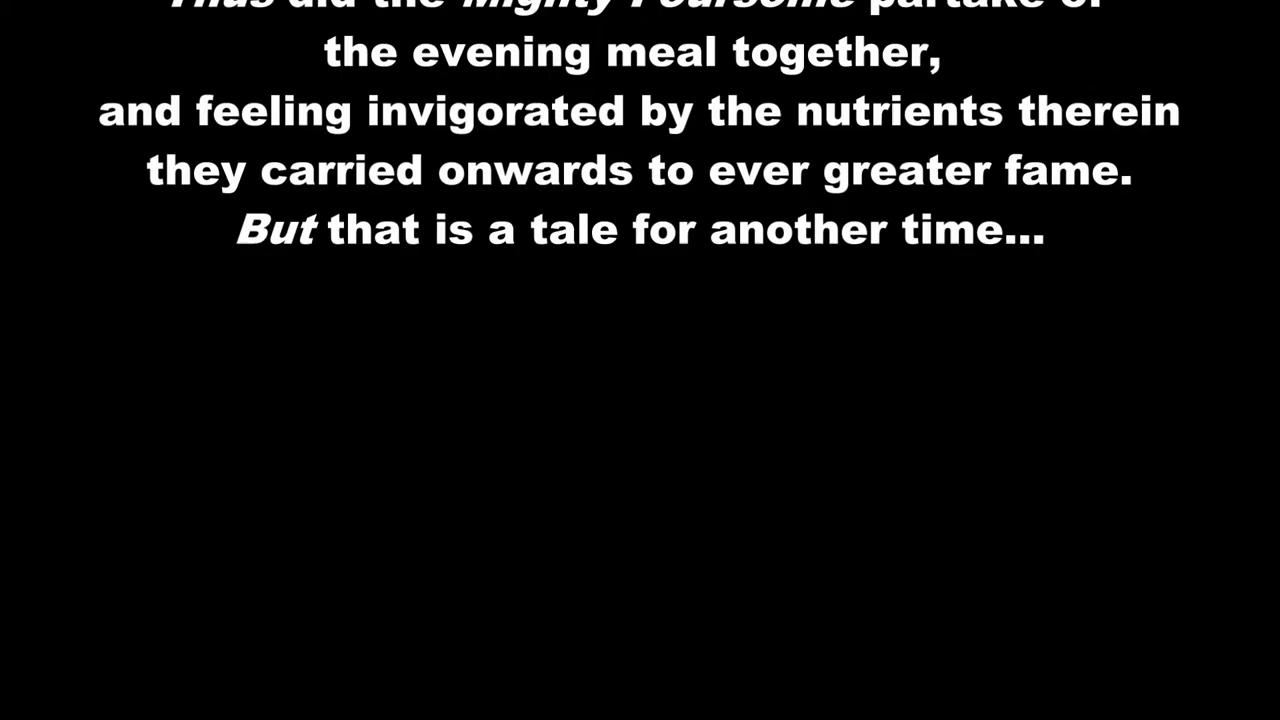 Thus did the Mighty Foursome partake of
the evening meal together,
and feeling invigorated by the nutrients therein
they carried onwards to ever greater fame.
But that is a tale for another time...